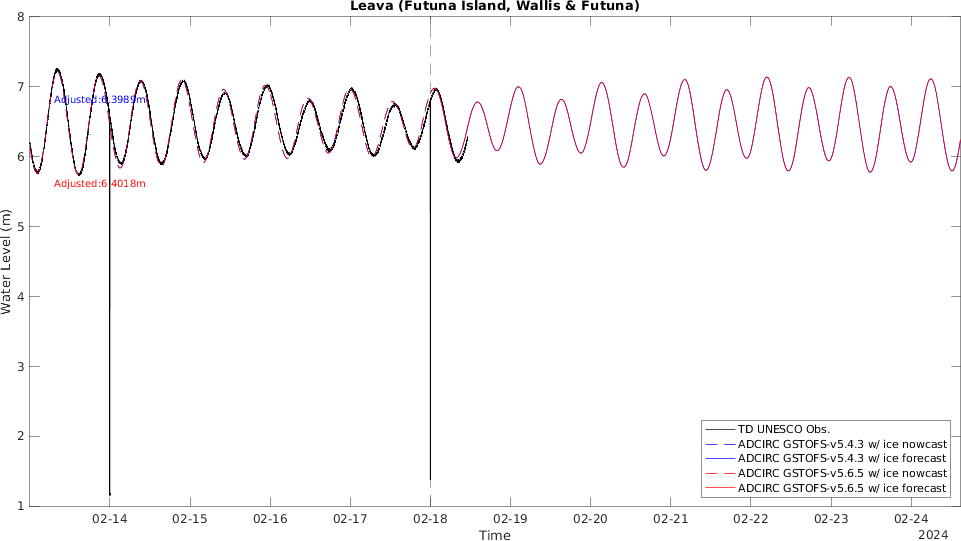 Leava (Futuna Island, Wallis & Futuna)
8
7
6
5
4
3
2
1
Water Level (m)
Adjusted:6.3989m
Adjusted:6.4018m
TD UNESCO Obs.
ADCIRC GSTOFS-v5.4.3 w/ ice nowcast
ADCIRC GSTOFS-v5.4.3 w/ ice forecast
ADCIRC GSTOFS-v5.6.5 w/ ice nowcast
ADCIRC GSTOFS-v5.6.5 w/ ice forecast
02-14 02-15 02-16 02-17 02-18 02-19 02-20 02-21 02-22 02-23 02-24
Time
2024